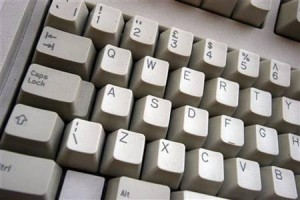 ! " £ $ % ^
1 2 3 4 5 6
Q W E R T Y
Caps Lock A S D F G H
| \ Z X C V B
Ctrl Alt